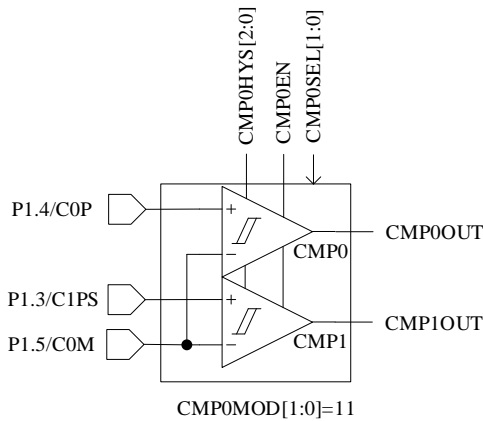 CMP0HYS[2:0]
CMP0EN
CMP0SEL[1:0]
P1.4/C0P
+
−
CMP0
CMP0OUT
P1.3/C1PS
+
P1.5/C0M
−
CMP1
CMP1OUT
CMP0MOD[1:0]=11